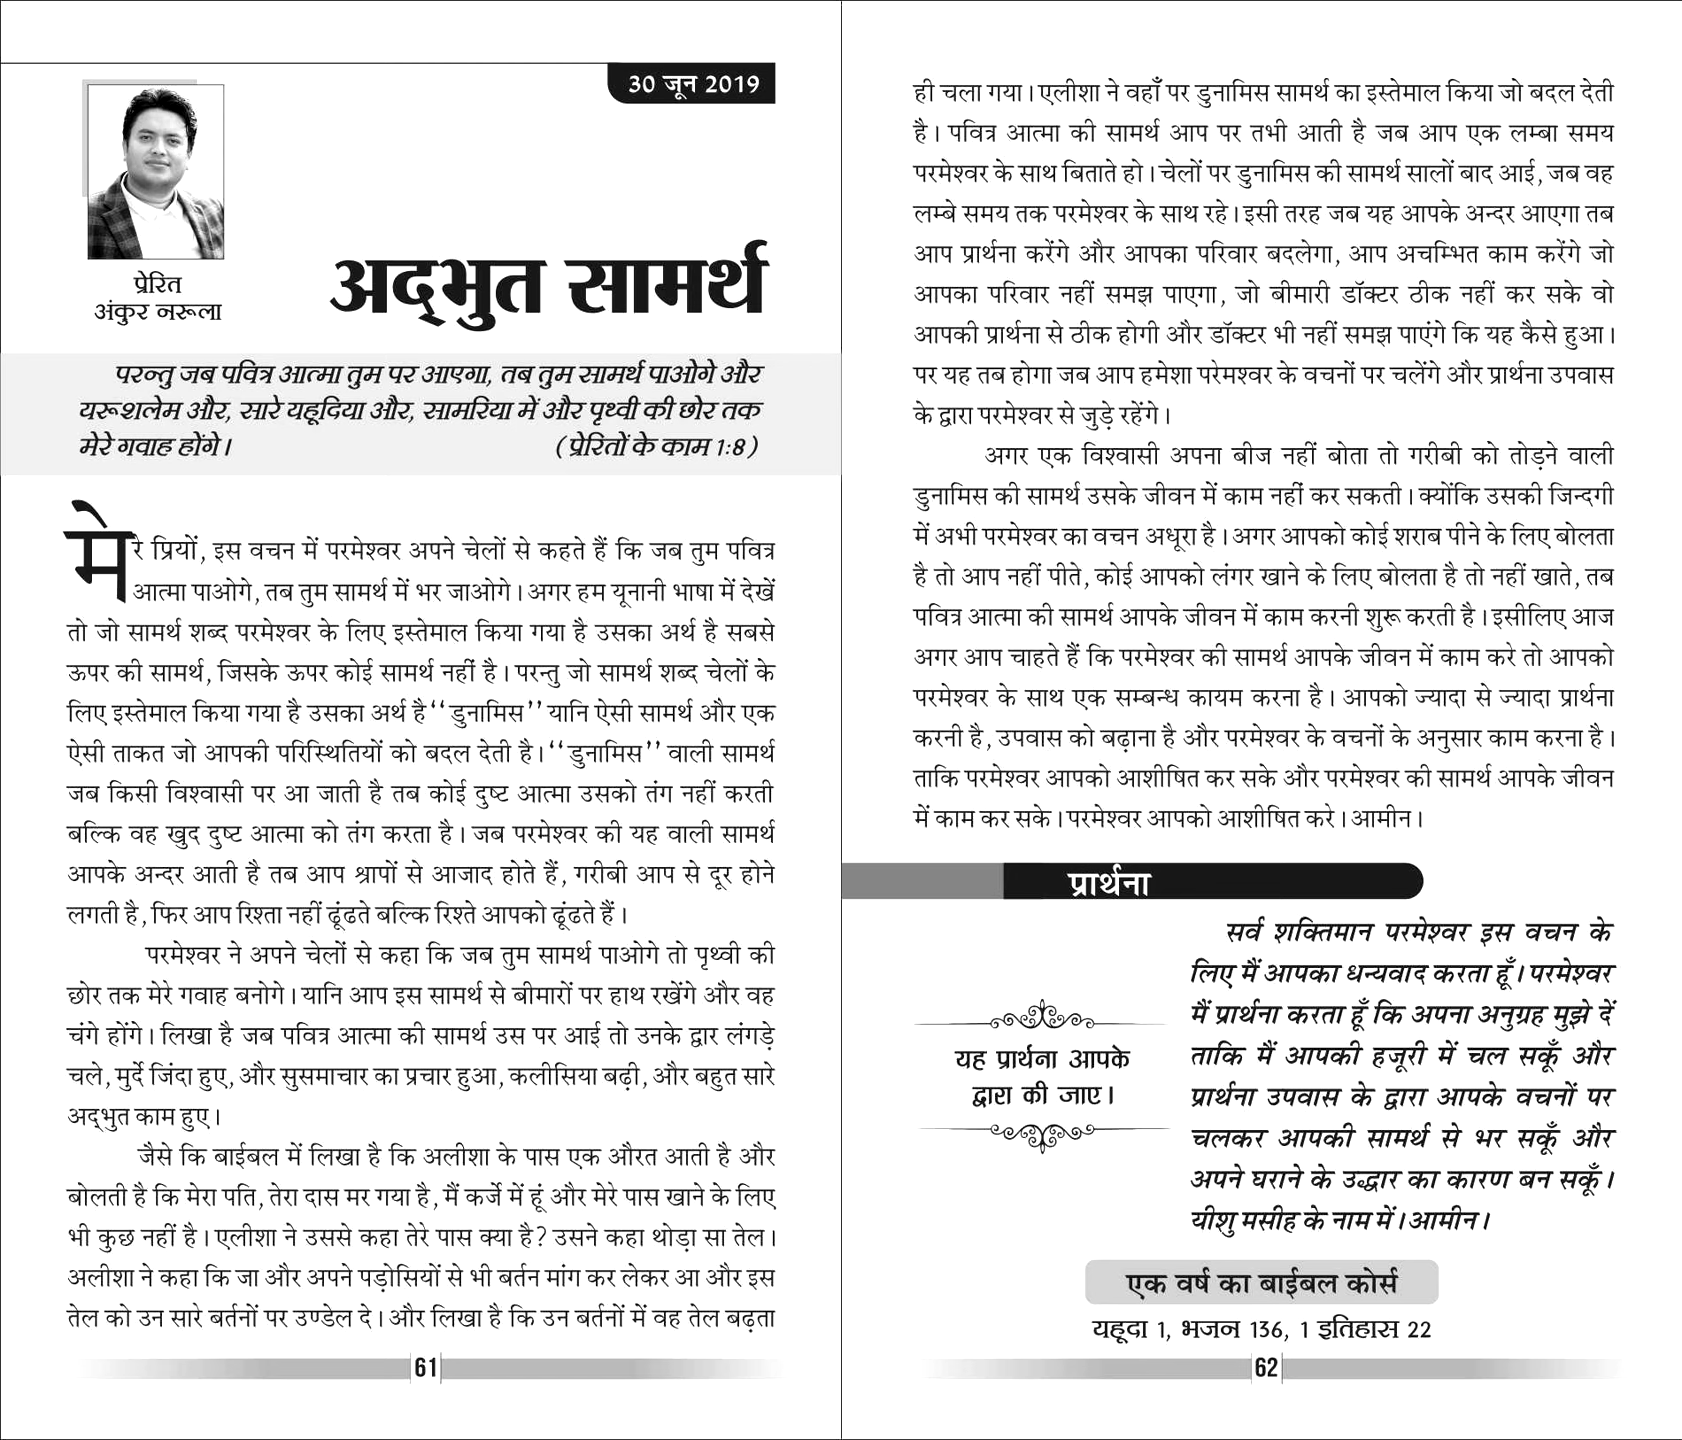 30 जून 2019
प्रेरित
अंकुर नरूला
अद्‌भुत सामर्थ
परन्तु जब पवित्र आत्मा तुम पर आएगा, तब तुम सामर्थ पाओगे और
यरूशलेम और, सारे यहूदिया और, सामरिया में और पृथ्वी की छोर तक
मेरे गवाह होंगे। (प्रेरितों के काम 1:8)
मेरे प्रियों, इस वचन में परमेश्वर अपने चेलों से कहते हैं कि जब तुम पवित्र
आत्मा पाओगे, तब तुम सामर्थ में भर जाओगे। अगर हम यूनानी भाषा में देखें
तो जो सामर्थ शब्द परमेश्वर के लिए इस्तेमाल किया गया है उसका अर्थ है सबसे
ऊपर की सामर्थ, जिसके ऊपर कोई सामर्थ नहीं है। परन्तु जो सामर्थ शब्द चेलों के
लिए इस्तेमाल किया गया है उसका अर्थ है ‘‘डुनामिस’’ यानि ऐसी सामर्थ और एक
ऐसी ताकत जो आपकी परिस्थितियों को बदल देती है। ‘‘डुनामिस’’ वाली सामर्थ
जब किसी विश्वासी पर आ जाती है तब कोई दुष्ट आत्मा उसको तंग नहीं करती
बल्कि वह खुद दुष्ट आत्मा को तंग करता है। जब परमेश्वर की यह वाली सामर्थ
आपके अन्दर आती है तब आप श्रापों से आजाद होते हैं, गरीबी आप से दूर होने
लगती है, फिर आप रिश्ता नहीं ढूंढते बल्कि रिश्ते आपको ढूंढते हैं।
परमेश्वर ने अपने चेलों से कहा कि जब तुम सामर्थ पाओगे तो पृथ्वी की
छोर तक मेरे गवाह बनोगे। यानि आप इस सामर्थ से बीमारों पर हाथ रखेंगे और वह
चंगे होंगे। लिखा है जब पवित्र आत्मा की सामर्थ उस पर आई तो उनके द्वार लंगड़े
चले, मुर्दे जिंदा हुए, और सुसमाचार का प्रचार हुआ, कलीसिया बढ़ी, और बहुत सारे
अद्‌भुत काम हुए।
जैसे कि बाईबल में लिखा है कि अलीशा के पास एक औरत आती है और
बोलती है कि मेरा पति, तेरा दास मर गया है, मैं कर्जे में हूं और मेरे पास खाने के लिए
भी कुछ नहीं है। एलीशा ने उससे कहा तेरे पास क्या है? उसने कहा थोड़ा सा तेल।
अलीशा ने कहा कि जा और अपने पड़ोसियों से भी बर्तन मांग कर लेकर आ और इस
तेल को उन सारे बर्तनों पर उण्डेल दे। और लिखा है कि उन बर्तनों में वह तेल बढ़ता
61
ही चला गया। एलीशा ने वहाँ पर डुनामिस सामर्थ का इस्तेमाल किया जो बदल देती
है। पवित्र आत्मा की सामर्थ आप पर तभी आती है जब आप एक लम्बा समय
परमेश्वर के साथ बिताते हो। चेलों पर डुनामिस की सामर्थ सालों बाद आई, जब वह
लम्बे समय तक परमेश्वर के साथ रहे। इसी तरह जब यह आपके अन्दर आएगा तब
आप प्रार्थना करेंगे और आपका परिवार बदलेगा, आप अचम्भित काम करेंगे जो
आपका परिवार नहीं समझ पाएगा, जो बीमारी डॉक्टर ठीक नहीं कर सके वो
आपकी प्रार्थना से ठीक होगी और डॉक्टर भी नहीं समझ पाएंगे कि यह कैसे हुआ।
पर यह तब होगा जब आप हमेशा परेमश्वर के वचनों पर चलेंगे और प्रार्थना उपवास
के द्वारा परमेश्वर से जुड़े रहेंगे।
अगर एक विश्वासी अपना बीज नहीं बोता तो गरीबी को तोड़ने वाली
डुनामिस की सामर्थ उसके जीवन में काम नहीं कर सकती। क्योंकि उसकी जिन्दगी
में अभी परमेश्वर का वचन अधूरा है। अगर आपको कोई शराब पीने के लिए बोलता
है तो आप नहीं पीते, कोई आपको लंगर खाने के लिए बोलता है तो नहीं खाते, तब
पवित्र आत्मा की सामर्थ आपके जीवन में काम करनी शुरू करती है। इसीलिए आज
अगर आप चाहते हैं कि परमेश्वर की सामर्थ आपके जीवन में काम करे तो आपको
परमेश्वर के साथ एक सम्बन्ध कायम करना है। आपको ज्यादा से ज्यादा प्रार्थना
करनी है, उपवास को बढ़ाना है और परमेश्वर के वचनों के अनुसार काम करना है।
ताकि परमेश्वर आपको आशीषित कर सके और परमेश्वर की सामर्थ आपके जीवन
में काम कर सके। परमेश्वर आपको आशीषित करे। आमीन।
प्रार्थना
यह प्रार्थना आपके
द्वारा की जाए।
सर्व शक्तिमान परमेश्वर इस वचन के
लिए मैं आपका धन्यवाद करता हूँ। परमेश्वर
मैं प्रार्थना करता हूँ कि अपना अनुग्रह मुझे दें
ताकि मैं आपकी हजूरी में चल सकूँ और
प्रार्थना उपवास के द्वारा आपके वचनों पर
चलकर आपकी सामर्थ से भर सकूँ और
अपने घराने के उद्धार का कारण बन सकूँ।
यीशु मसीह के नाम में। आमीन।
एक वर्ष का बाईबल कोर्स
यहूदा 1, भजन 136, 1 इतिहास 22
62